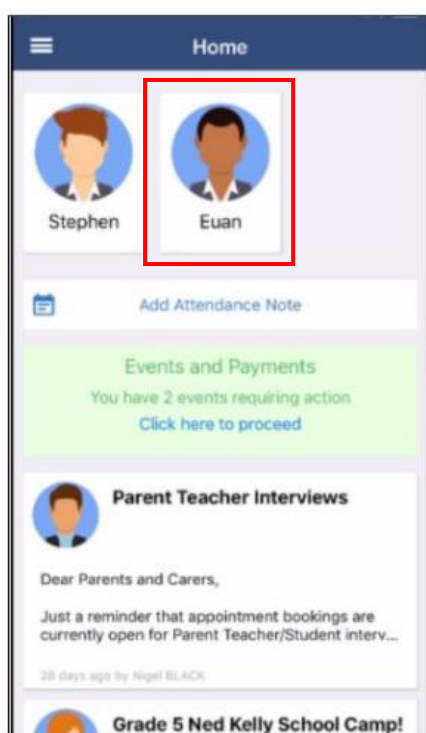 Home
Stephen Euan
Add Attendance Note
Events and Payments
You have 2 events requiring action
Click here to proceed
Parent Teacher Interviews
Dear Parents and Carers,
Just a reminder that appointment bookings are
currently open for Parent Teacher/Student interv...
28 days ago by Nigel BLACK
Grade 5 Ned Kelly School Camp!